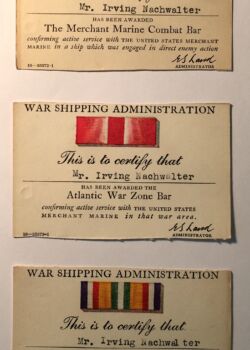 Mr. Irving Nachwalter
HAS BEEN AWARDED
The Merchant Marine Combat Bar
confirming active service with THE UNITED STATES MERCHANT
MARINE in a ship which was engaged in direct enemy action
ADMINISTRATOR
WAR SHIPPING ADMINISTRATION
This is to certify that
Mr. Irving Nachwalter
HAS BEEN AWARDED THE
Atlantic War Zone Bar
confirming active service with THE UNITED STATES
MERCHANT MARINE in that war area.
ADMINISTRATOR
WAR SHIPPING ADMINISTRATION
This is to certify that
Mr. Irving Nachwalter